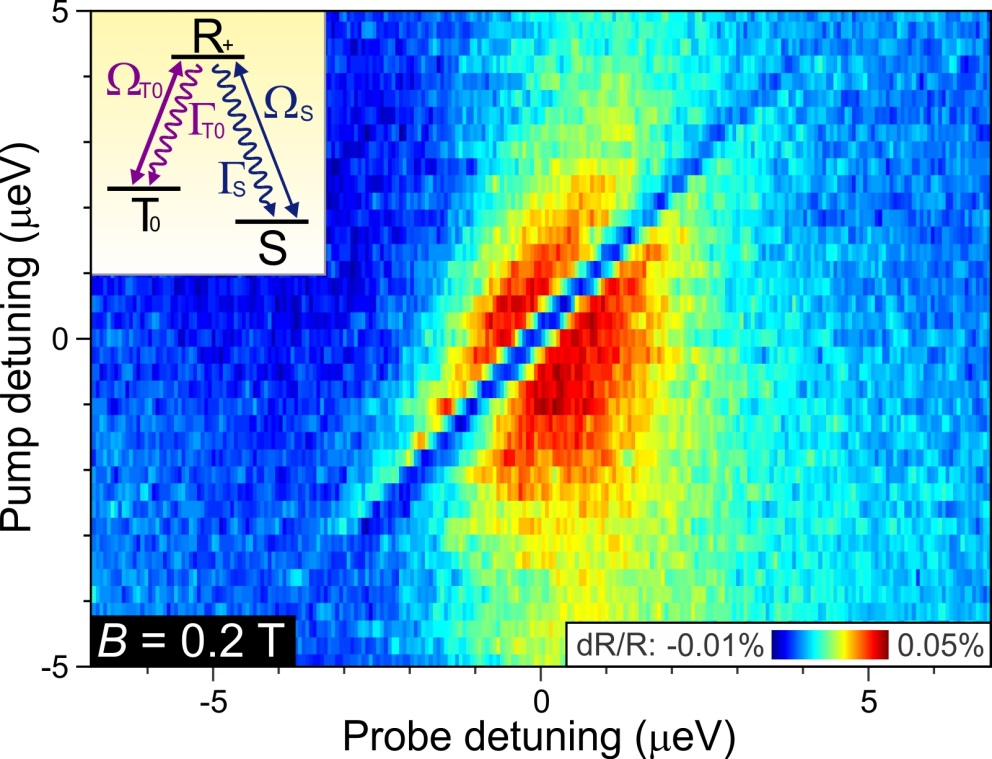 5
R+
ΩT0
ΓT0
ΩS
ΓS
T0
S
Pump detuning (μeV)
0
B = 0.2 T
dR/R: -0.01% 0.05%
-5
-5 0 5
Probe detuning (μeV)